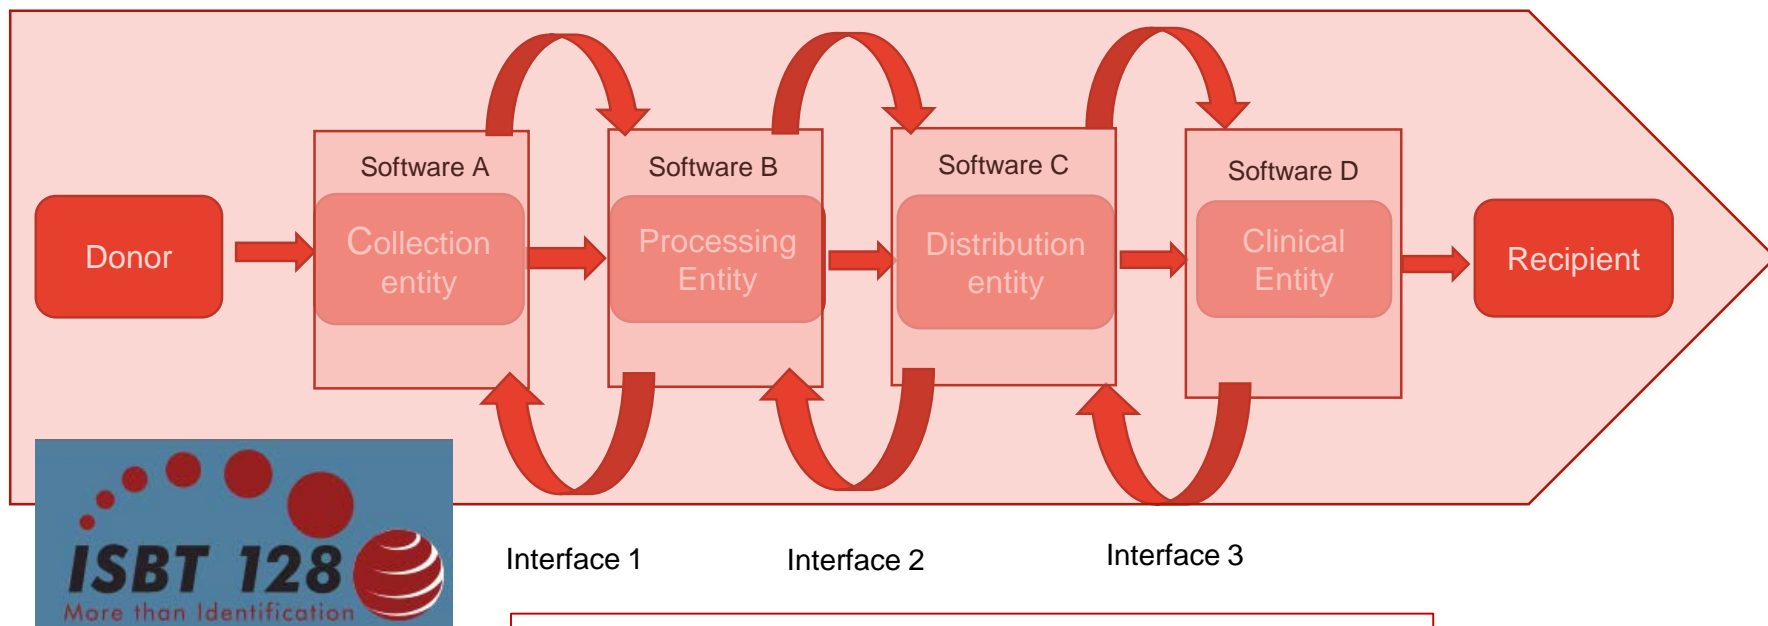 Software A
Software B
Software C
Software D
Donor
Collection
entity
Processing
Entity
Distribution
entity
Clinical
Entity
Recipient
ISBT 128
More than Identification
Interface 1
Interface 2
Interface 3